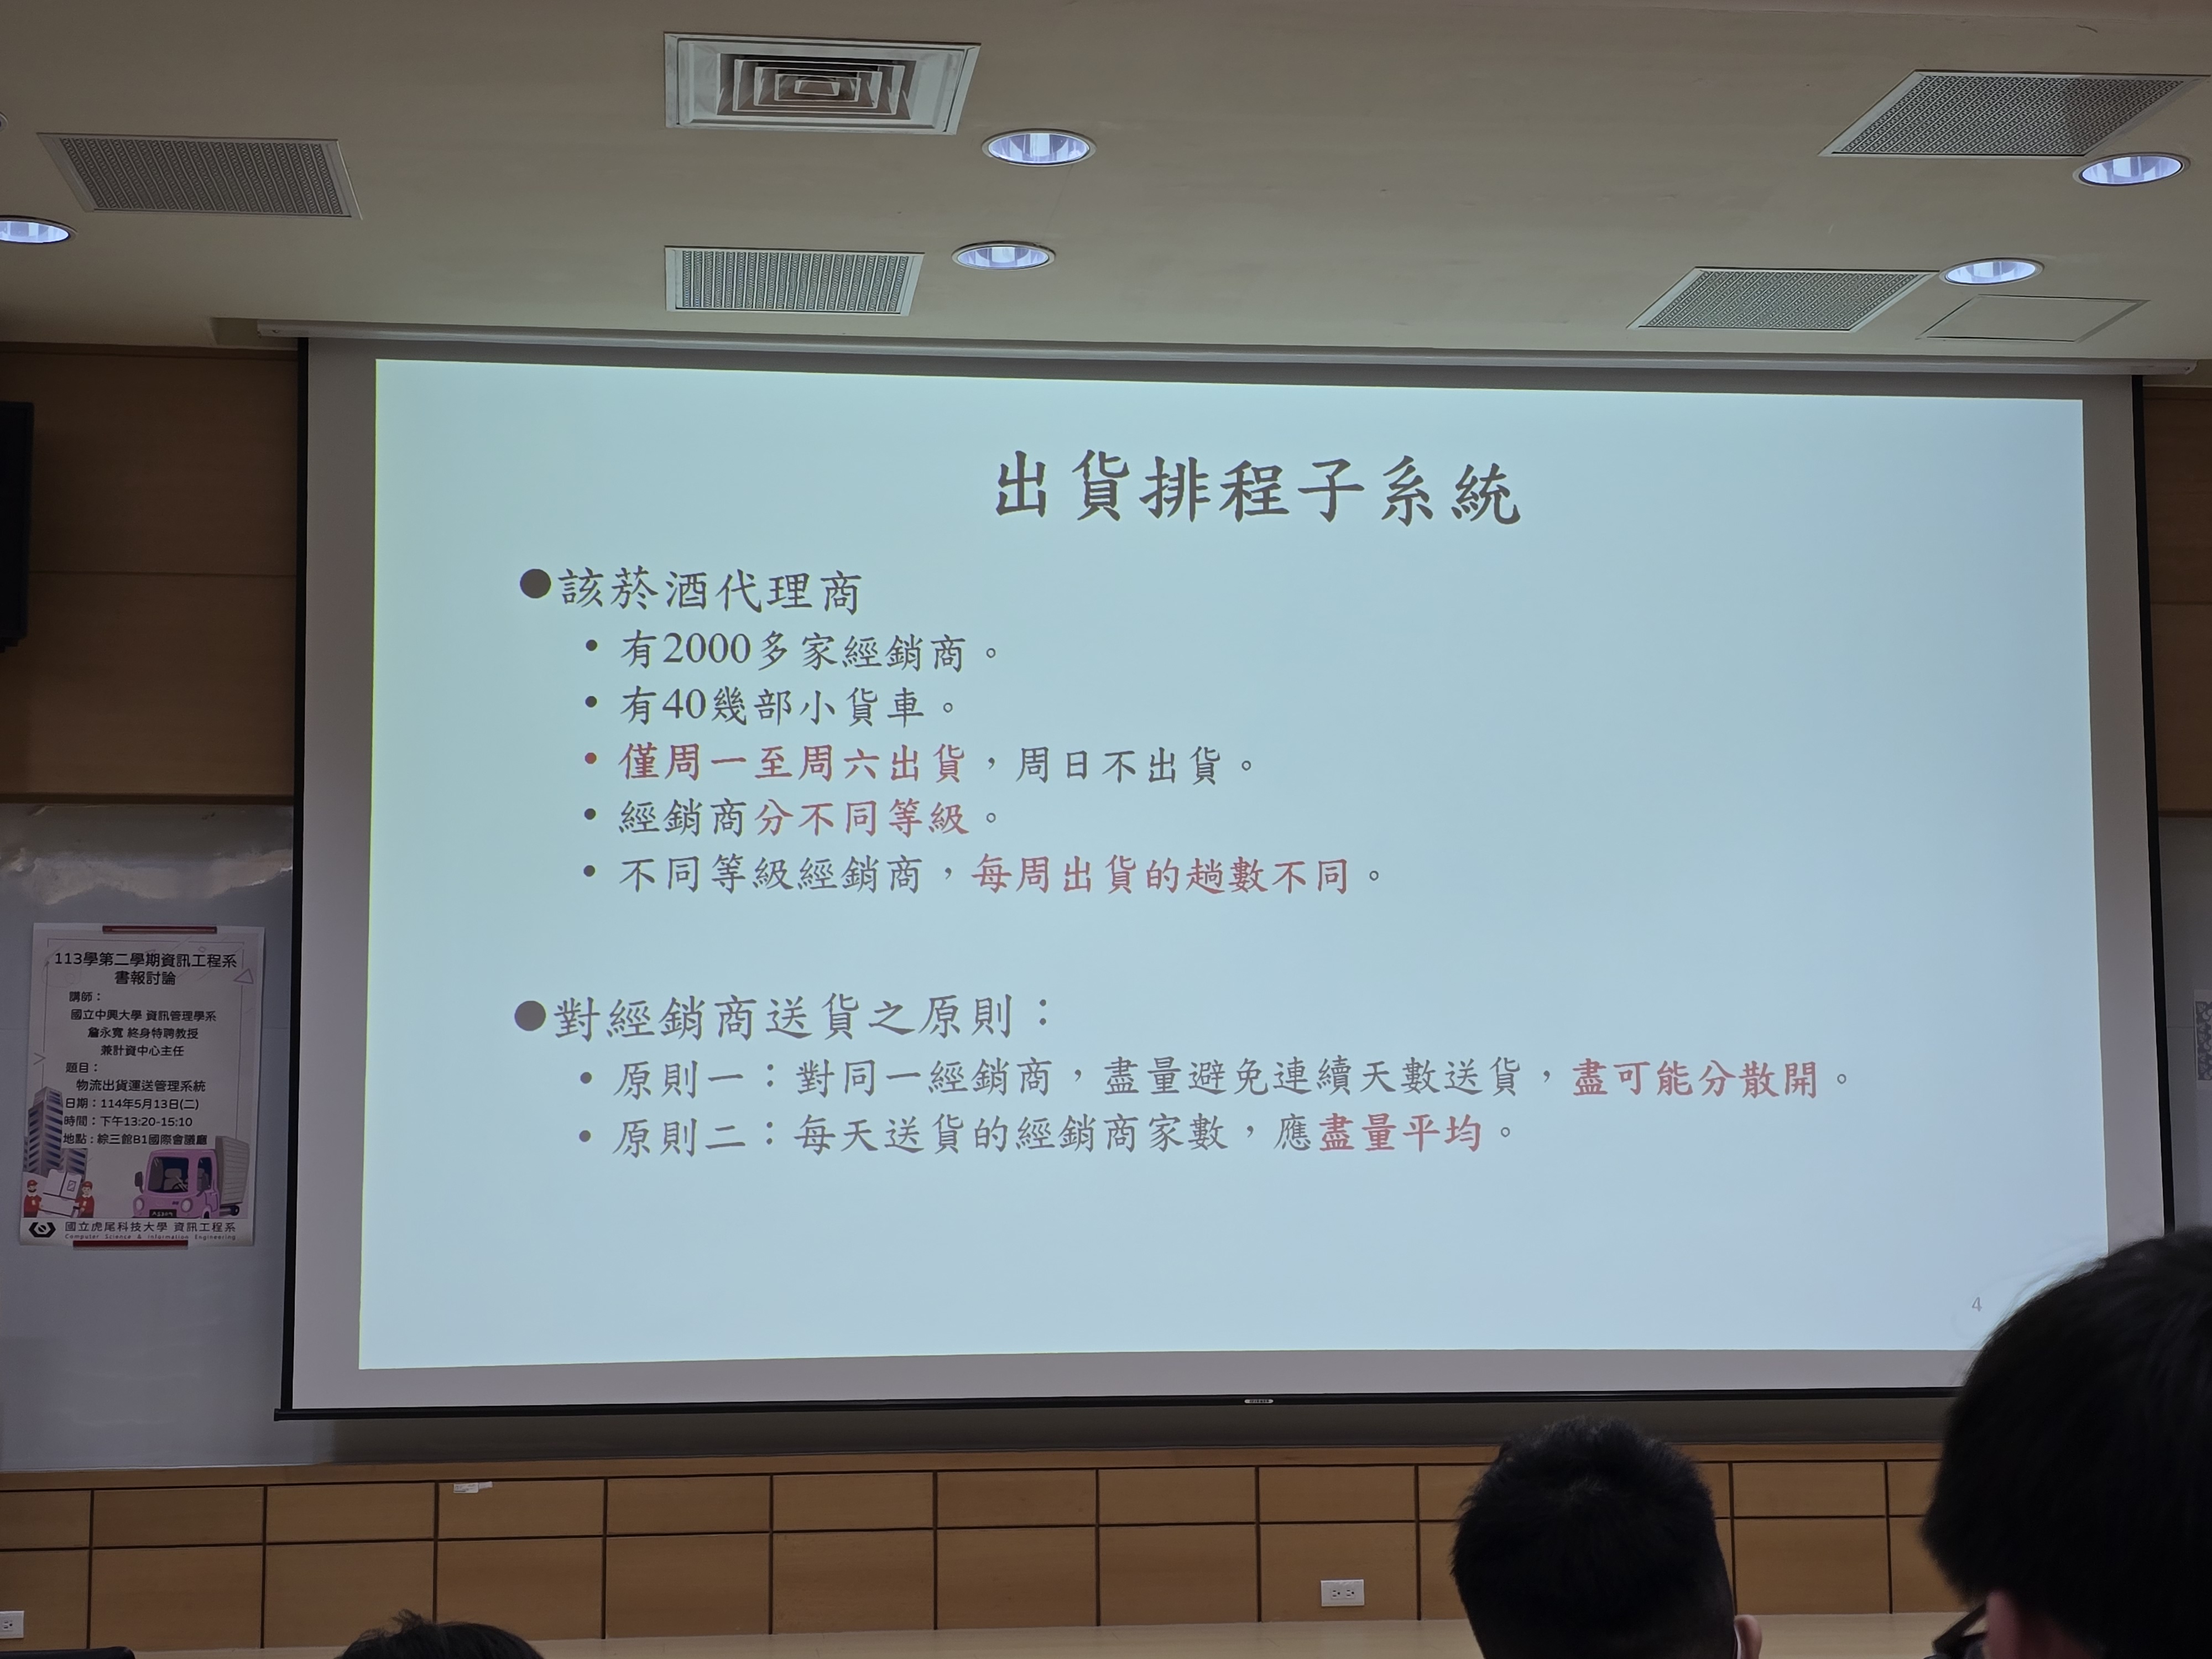 出貨排程子系統
●該菸酒代理商
• 有2000多家經銷商。
• 有40幾部小貨車。
• 僅周一至周六出貨，周日不出貨。
• 經銷商分不同等級。
• 不同等級經銷商，每周出貨的趟數不同。
●對經銷商送貨之原則：
• 原則一：對同一經銷商，盡量避免連續天數送貨，盡可能分散開。
• 原則二：每天送貨的經銷商家數，應盡量平均。
4
113學第二學期資訊工程系
書報討論
講師：
國立中興大學 資訊管理學系
詹永寬 終身特聘教授
兼計資中心主任
題目：
物流出貨運送管理系統
日期：114年5月13日(二)
時間：下午13:20-15:10
地點：綜三館B1國際會議廳
國立虎尾科技大學 資訊工程系
Computer Science & Information Engineering